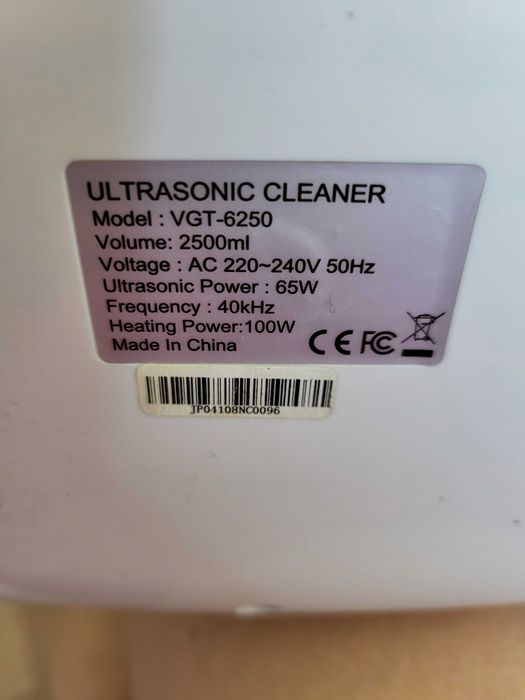 ULTRASONIC CLEANER
Model : VGT-6250
Volume: 2500ml
Voltage : AC 220~240V 50Hz
Ultrasonic Power : 65W
Frequency : 40kHz
Heating Power:100W
Made In China
CE FC
JP04108NC0096